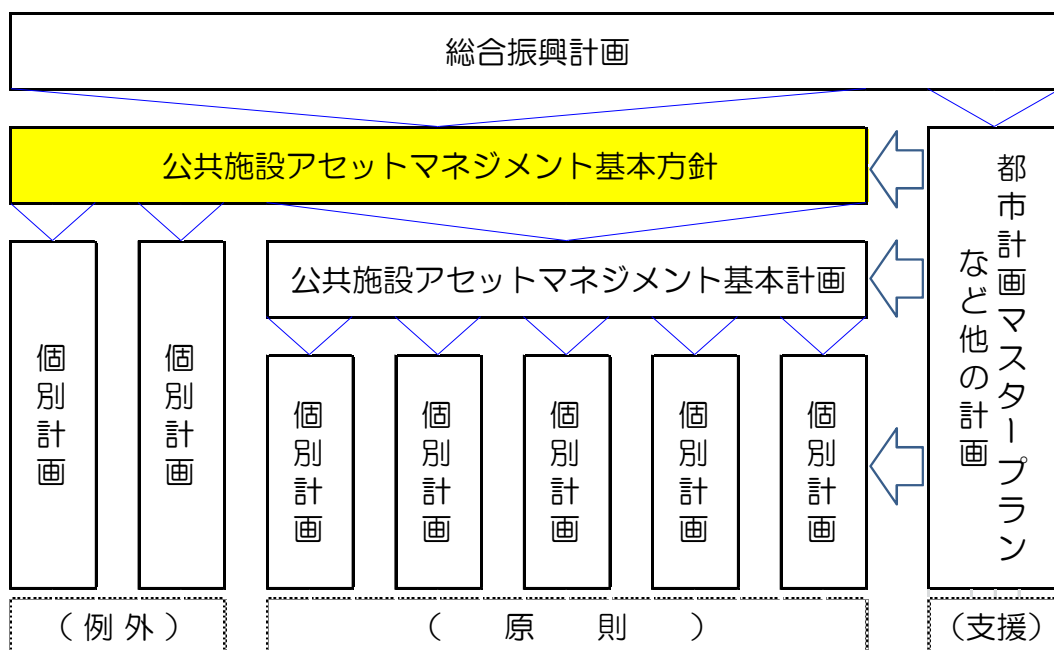 総合振興計画
公共施設アセットマネジメント基本方針
公共施設アセットマネジメント基本計画
個別計画
個別計画
個別計画
個別計画
個別計画
個別計画
個別計画
都市計画マスタープラン
など他の計画
（例外）
（　原　則　）
（支援）